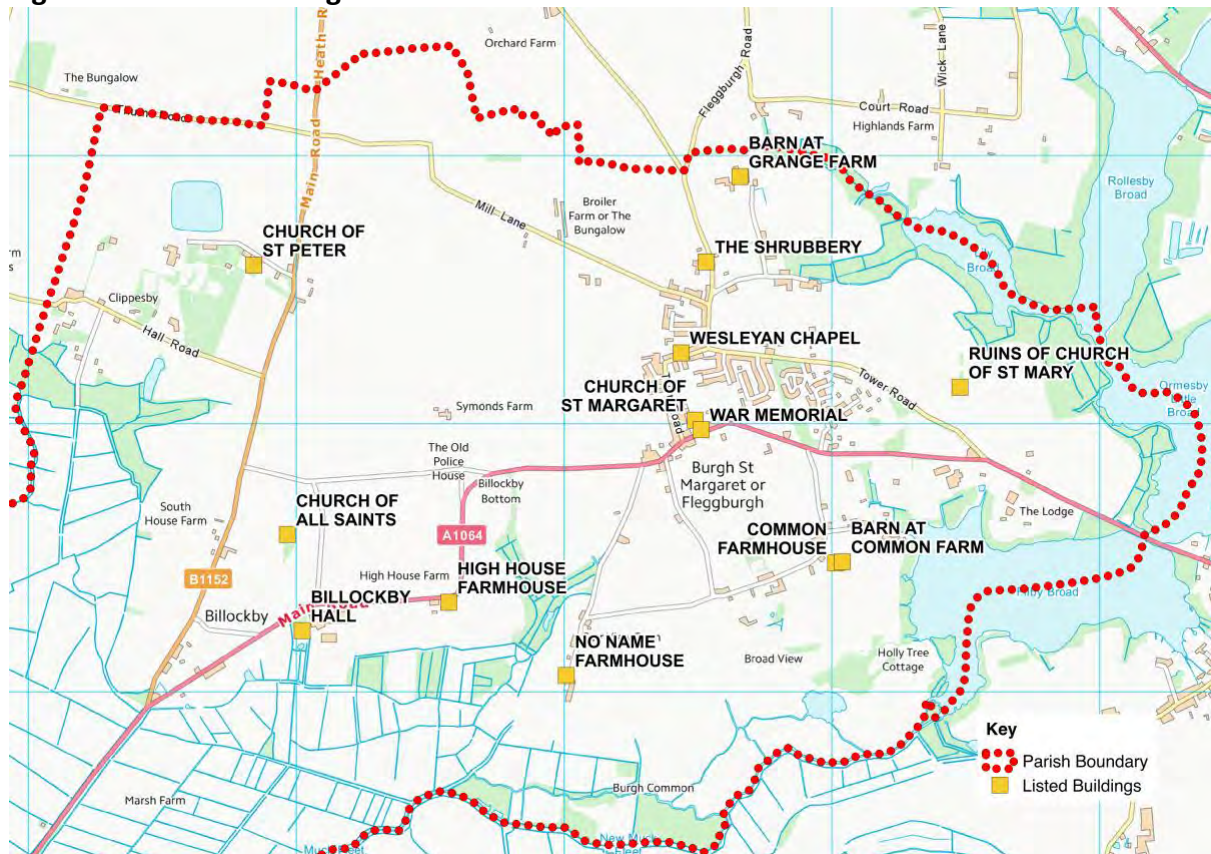 Orchard Farm
The Bungalow
Main Road
Heath R
Fleggburgh Road
Wick Lane
Court Road
Highlands Farm
BARN AT
GRANGE FARM
Rollesby
Broad
Mill Lane
Broiler
Farm or The
Bungalow
CHURCH OF
ST PETER
THE SHRUBBERY
Broad
Clippesby
Hall Road
WESLEYAN CHAPEL
RUINS OF CHURCH
OF ST MARY
Ormesby
Little
Broad
Tower Road
CHURCH OF
ST MARGARET
WAR MEMORIAL
Symonds Farm
The Old
Police
House
Billockby
Bottom
Burgh St
Margaret or
Fleggburgh
South
House Farm
CHURCH OF
ALL SAINTS
The Lodge
A1064
COMMON
FARMHOUSE
BARN AT
COMMON FARM
B1152
High House Farm
HIGH HOUSE
FARMHOUSE
Billockby
BILLOCKBY
HALL
Main Road
NO NAME
FARMHOUSE
Broad View
Holly Tree
Cottage
Key
Parish Boundary
Listed Buildings
Marsh Farm
Burgh Common